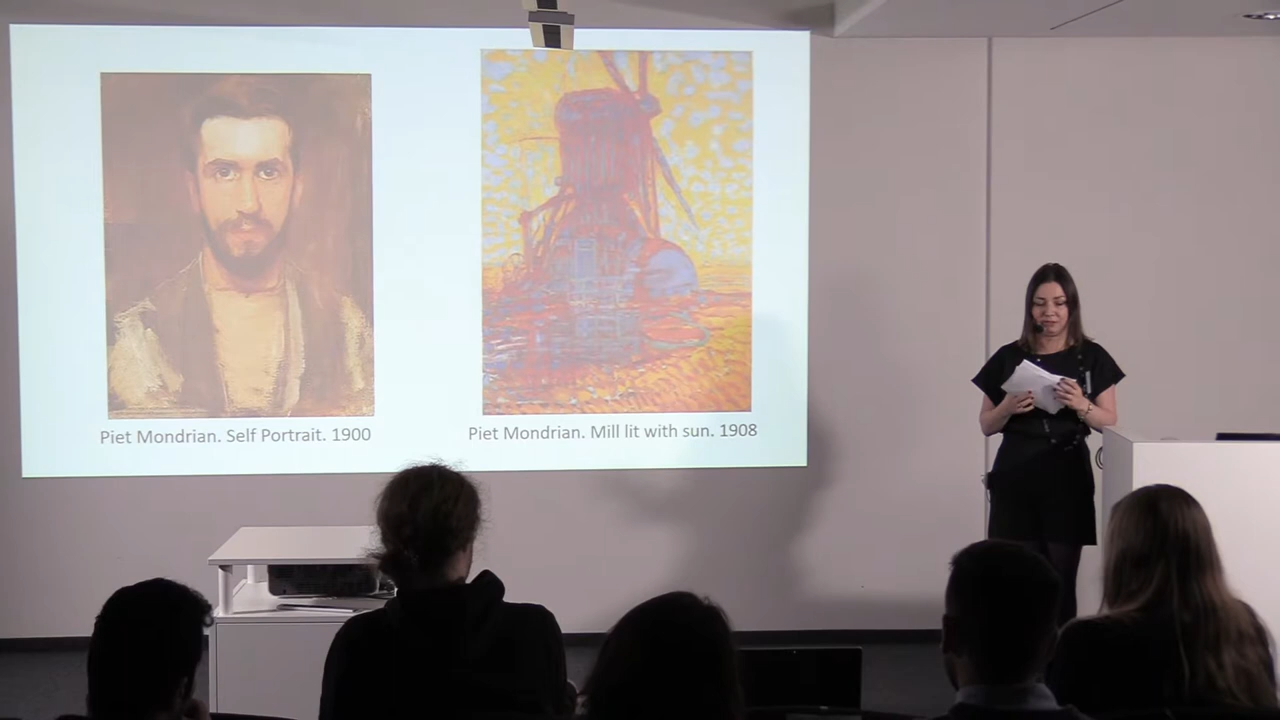 Piet Mondrian. Self Portrait. 1900
Piet Mondrian. Mill lit with sun. 1908